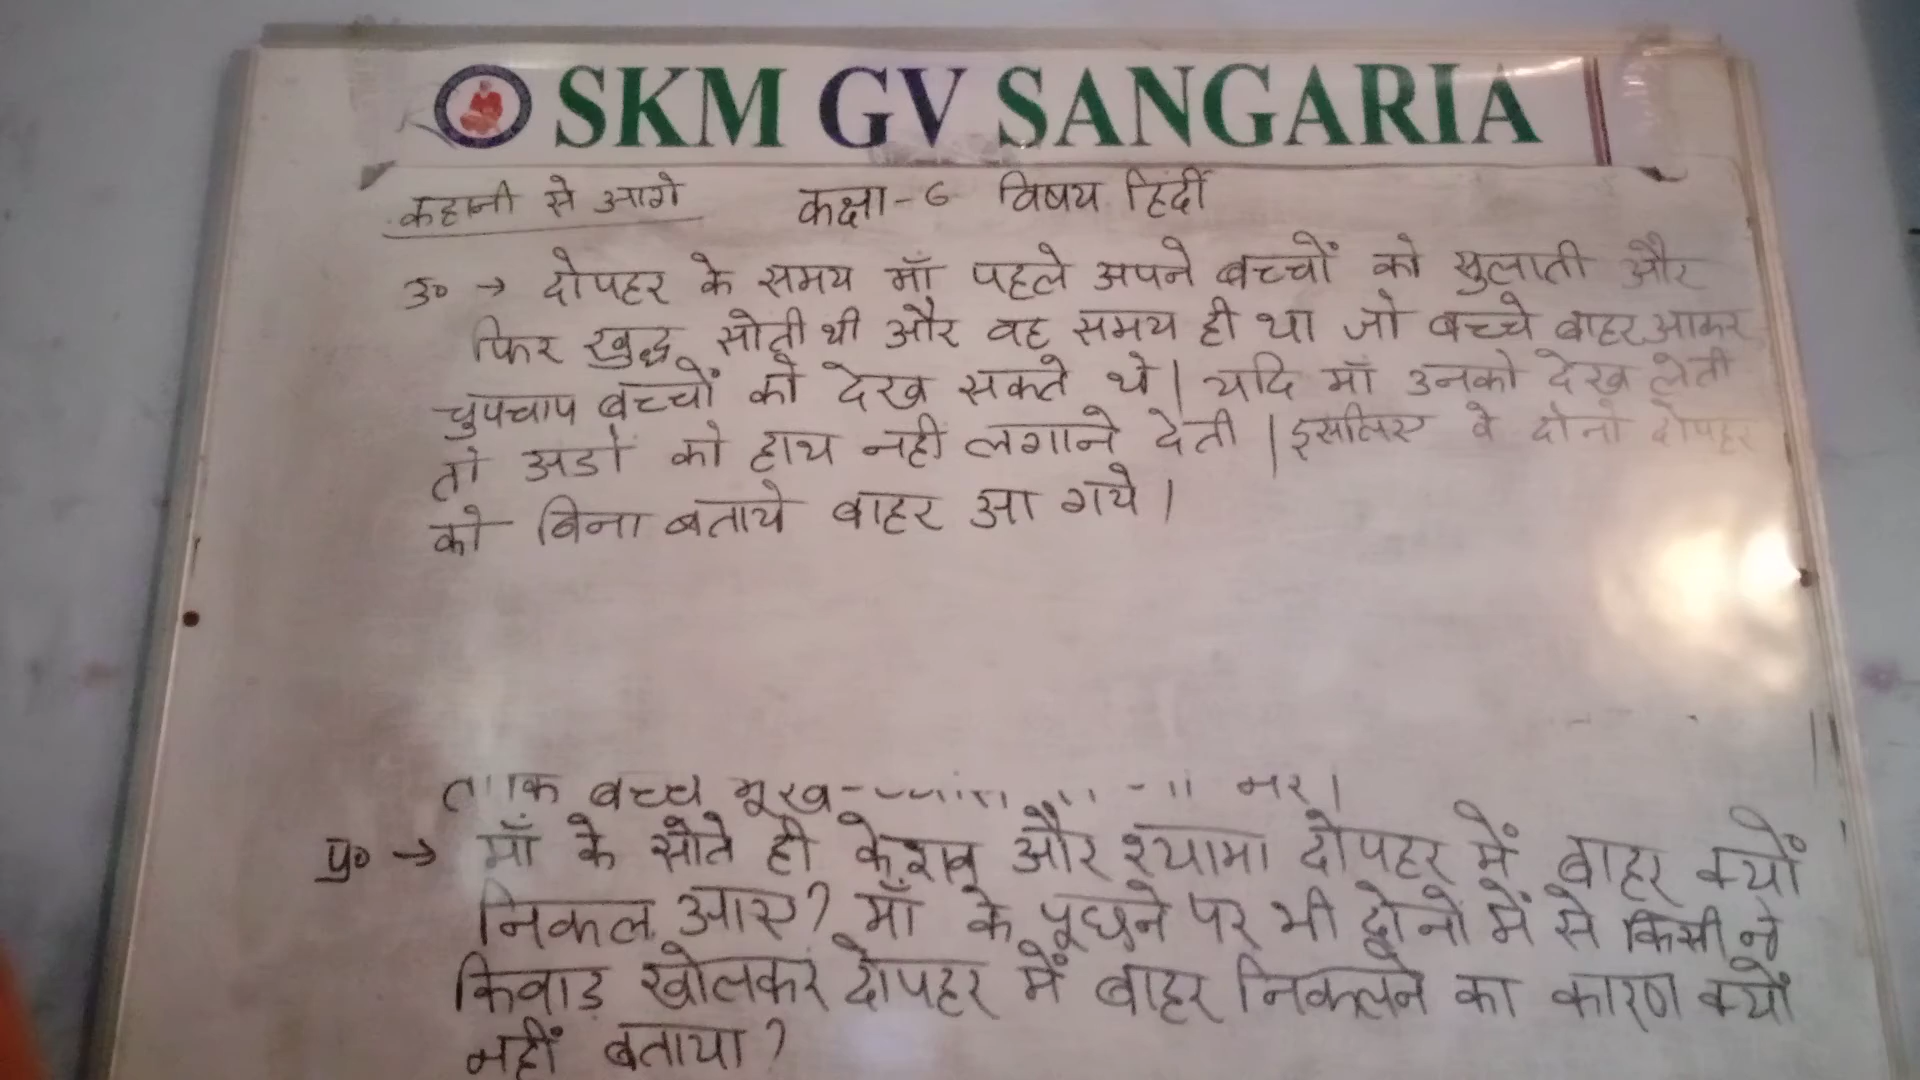 SKM GV SANGARIA
कहानी से आगे कक्षा-6 विषय हिंर्दी
उ० → दोपहर के समय माँ पहले अपने बच्चों को सुलाती और
फिर खुद्ध सोती थी और वह समय ही था जो बच्चे बाहर आकर
चुपचाप बच्चों को देख सकते थे। यदि माँ उनको देख लेती
तो अडों को हाथ नही लगाने देती । इसलिए वे दोनो दोपहर
को बिना बताये बाहर आ गये।
बच्चे भूख-
प्र० → माँ के सोते ही केशव और श्यामा दोपहर में बाहर क्यों
निकल आए? माँ के पूछने पर भी दोनो में से किसी ने
किवाड़ खोलकर दोपहर में बाहर निकलने का कारण क्यों
नहीं बताया?